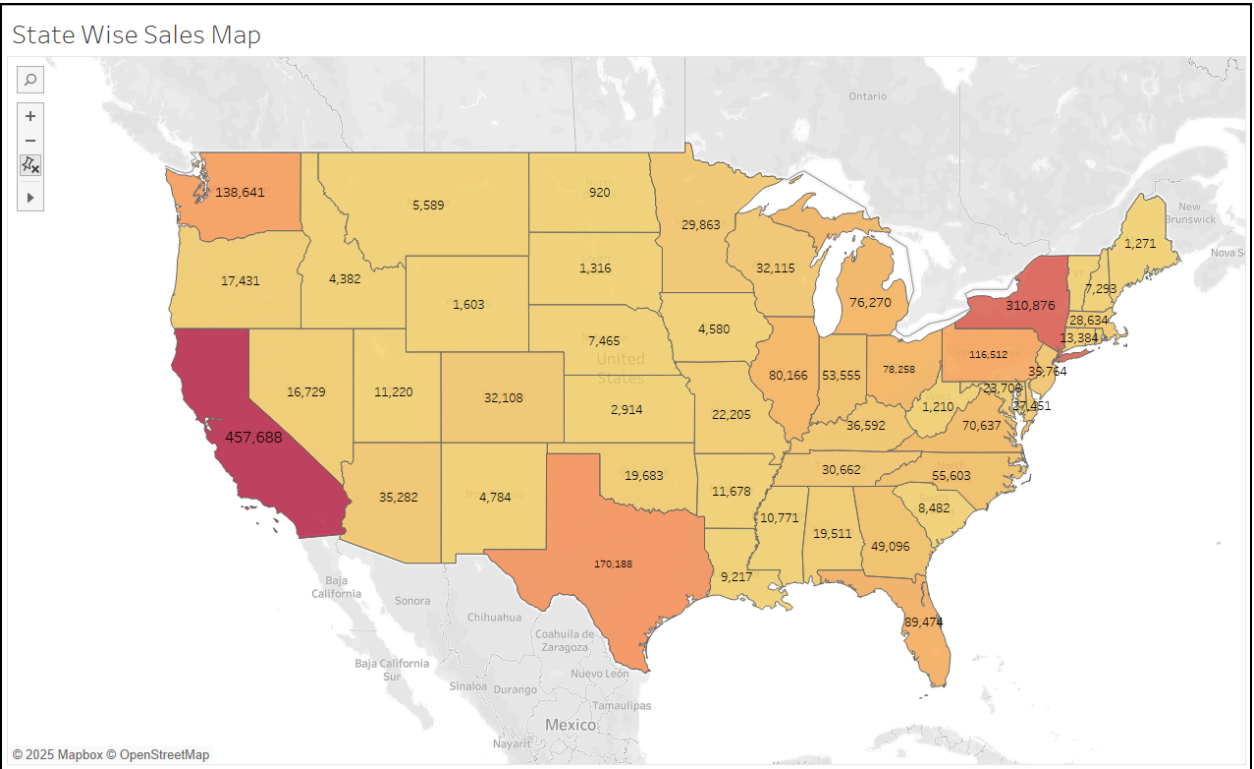 State Wise Sales Map
Ontario
138,641
5,589
920
29,863
New
Brunswick
1,271
Nova S
17,431
4,382
1,316
32,115
7,293
1,603
76,270
310,876
28,634
4,580
13,384
7,465
United
States
116,512
39,764
16,729
11,220
32,108
80,166
53,555
78,258
23,706
2,914
22,205
1,210
27,451
457,688
36,592
70,637
19,683
30,662
55,603
35,282
4,784
11,678
8,482
10,771
19,511
49,096
170,188
9,217
89,474
Baja
California
Sonora
Chihuahua
Coahuila de
Zaragoza
Baja California
Sur
Nuevo León
Sinaloa
Durango
Tamaulipas
Mexico
Nayarit
© 2025 Mapbox © OpenStreetMap